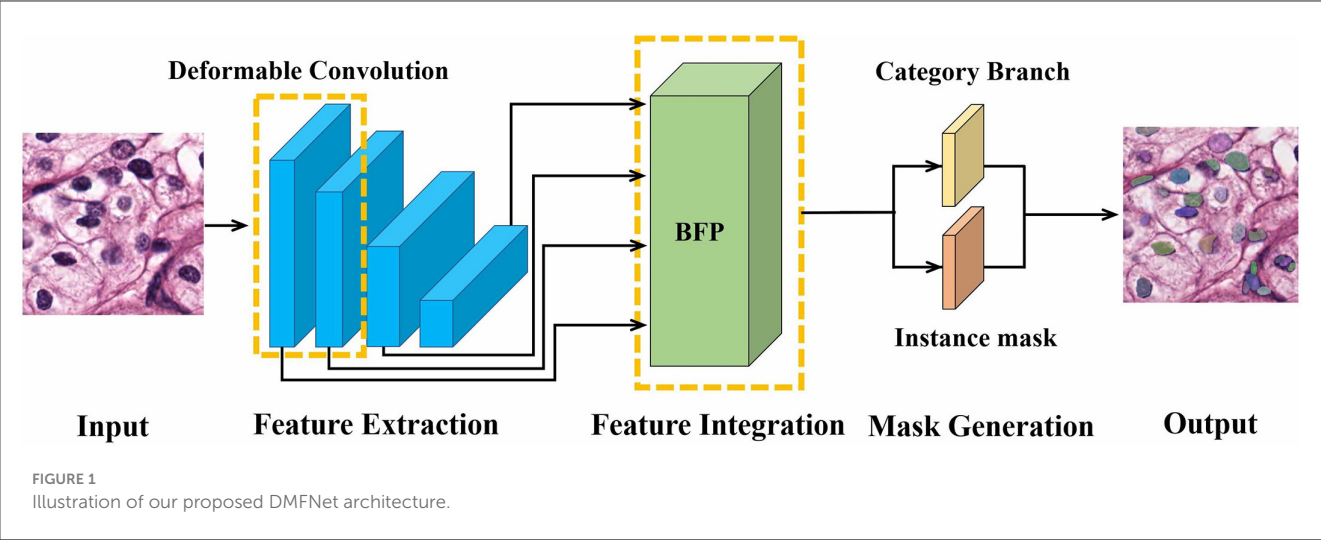 Deformable Convolution
Category Branch
BFP
Instance mask
Input
Feature Extraction
Feature Integration
Mask Generation
Output
FIGURE 1
Illustration of our proposed DMFNet architecture.